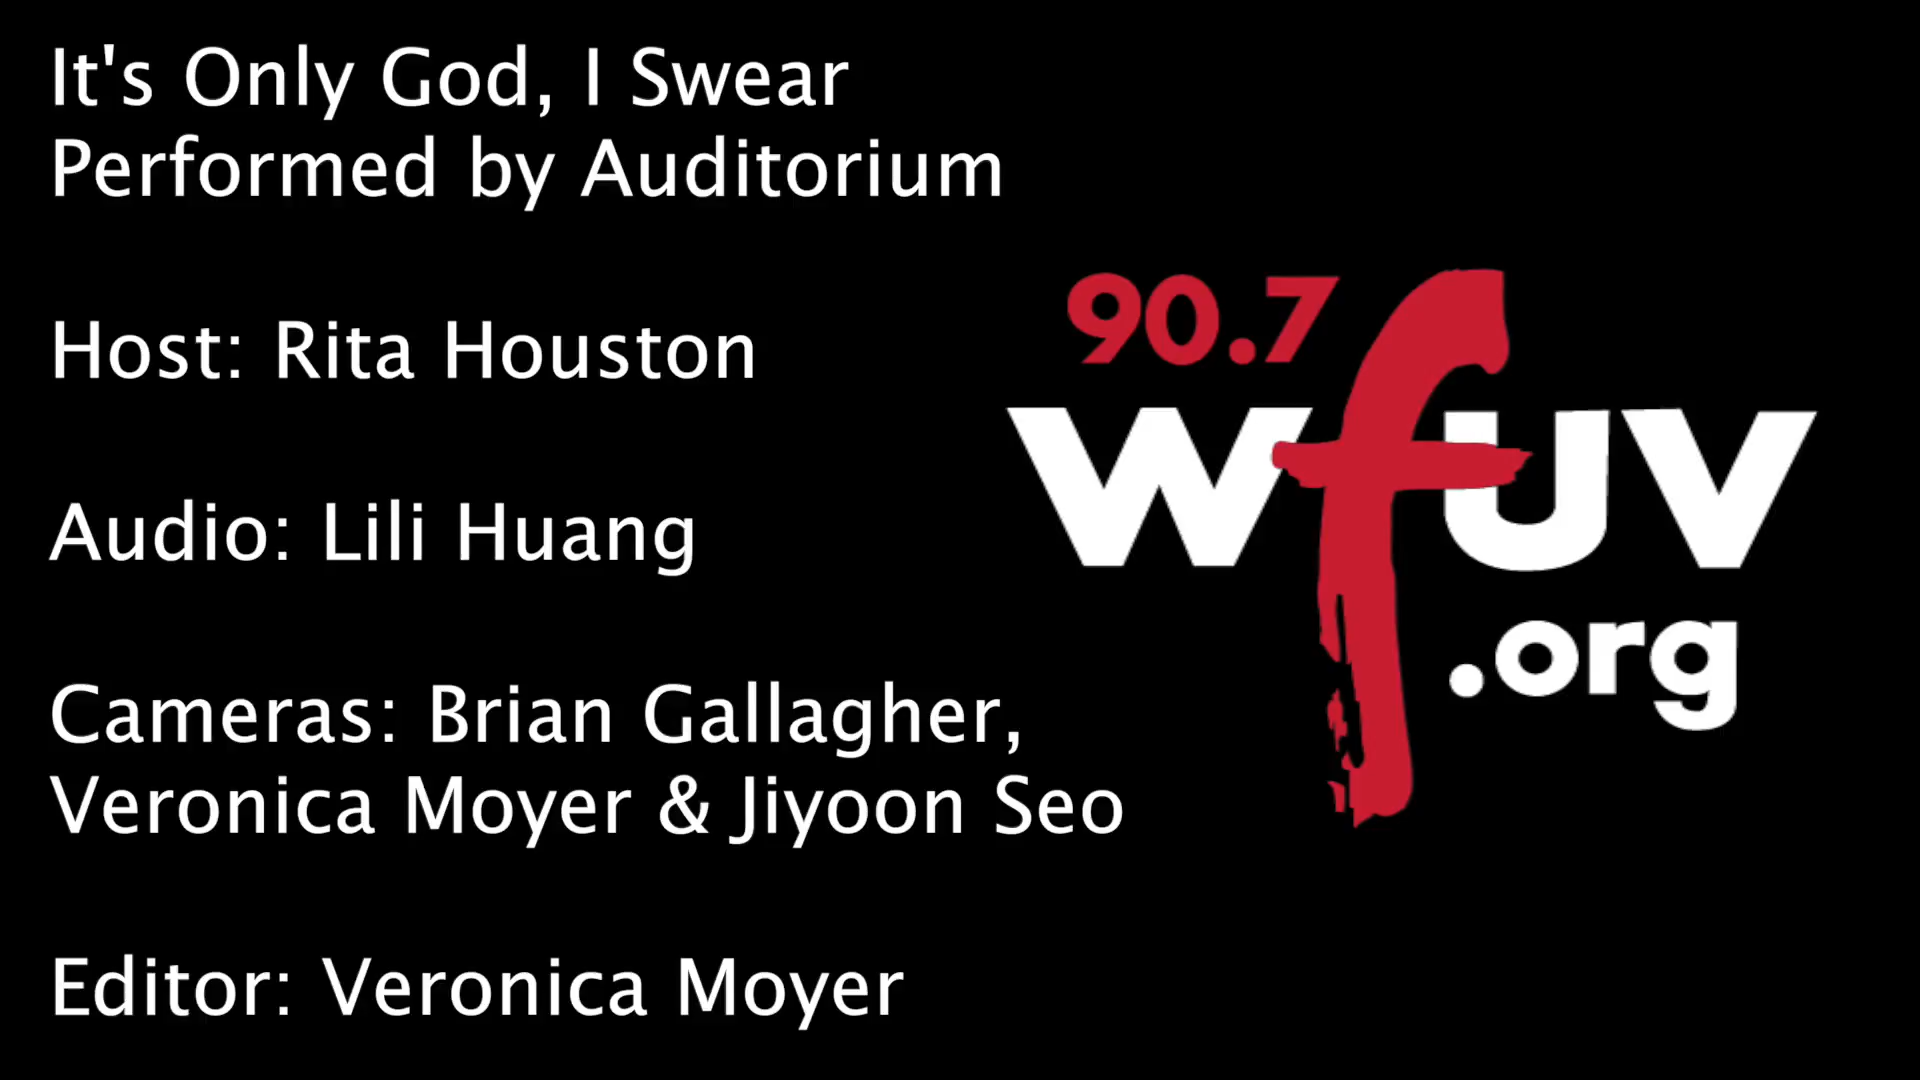 It's Only God, I Swear
Performed by Auditorium
Host: Rita Houston
Audio: Lili Huang
Cameras: Brian Gallagher,
Veronica Moyer & Jiyoon Seo
Editor: Veronica Moyer
90.7
wfuv
.org